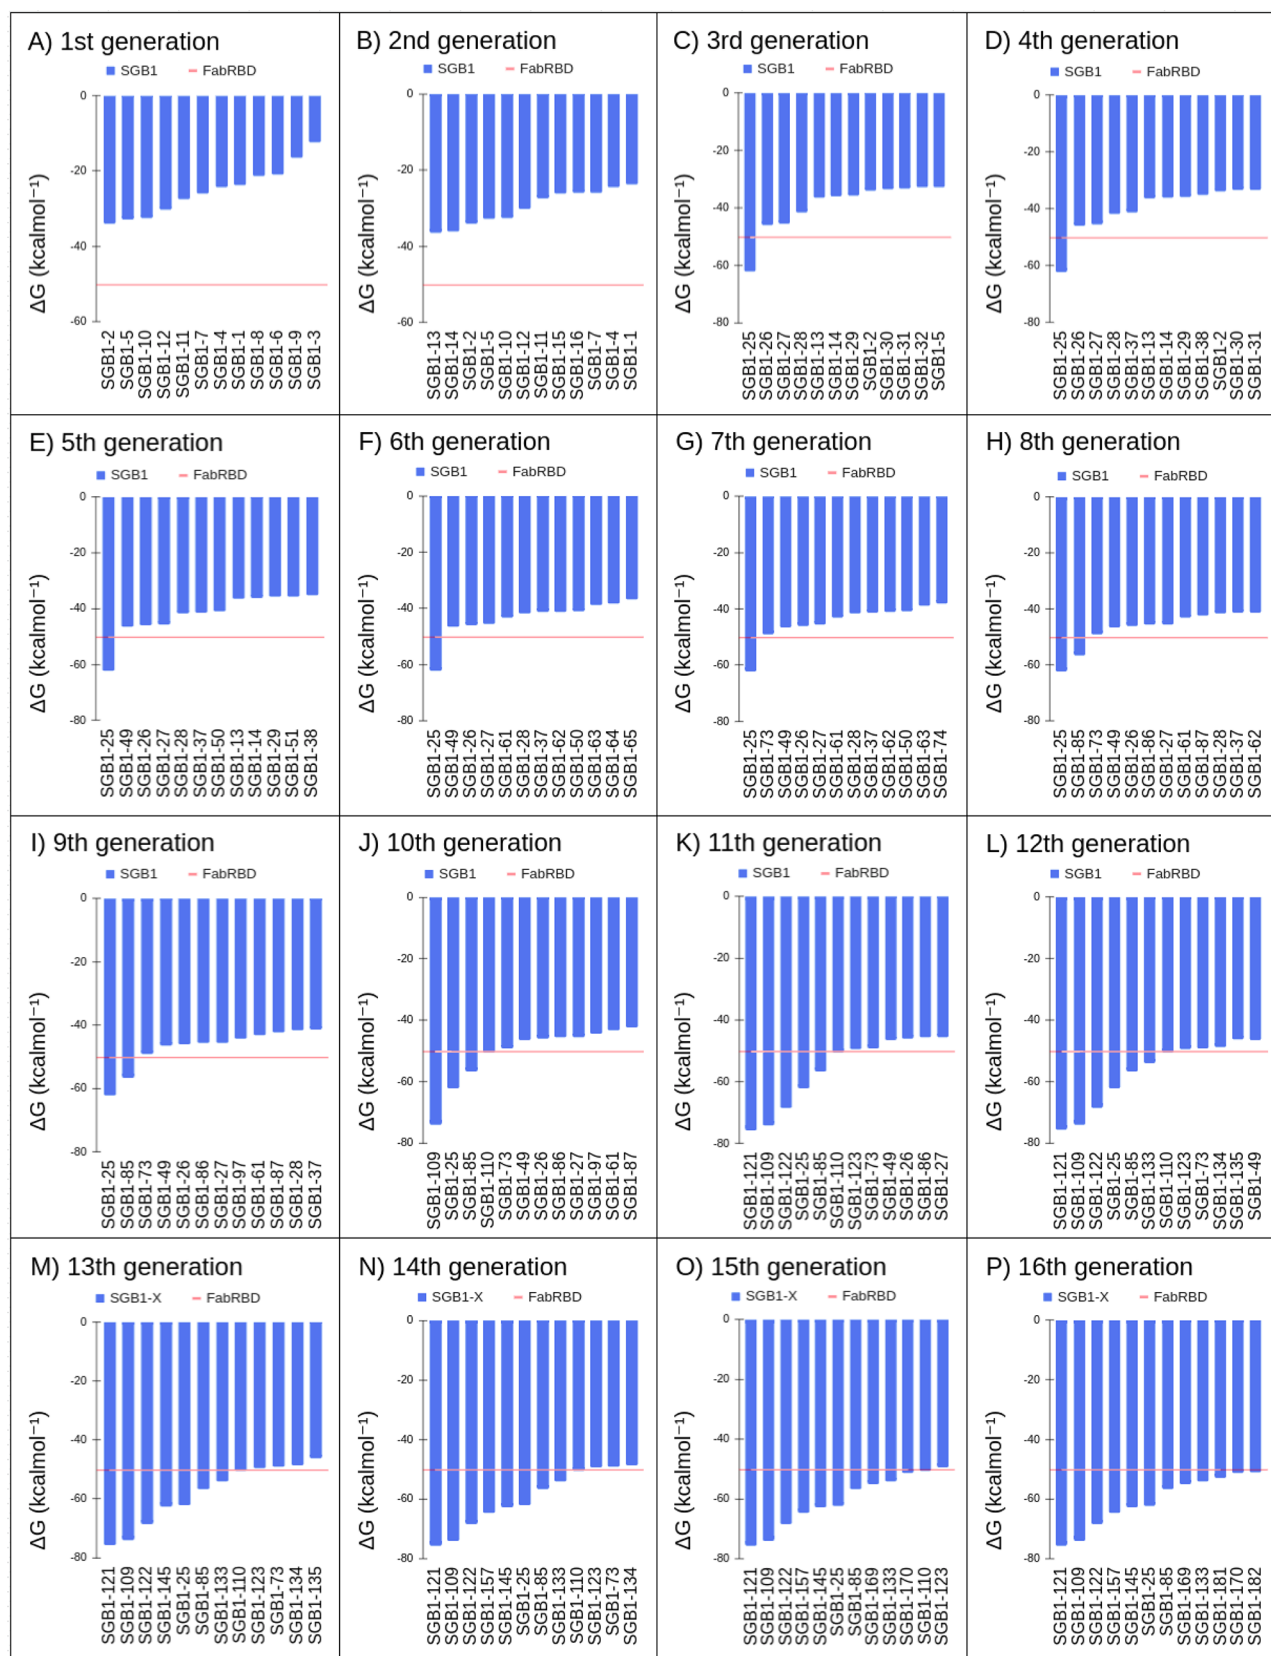 A) 1st generation
SGB1 FabRBD
ΔG (kcalmol⁻¹)
0
-20
-40
-60
SGB1-2
SGB1-5
SGB1-10
SGB1-12
SGB1-11
SGB1-7
SGB1-4
SGB1-1
SGB1-8
SGB1-6
SGB1-9
SGB1-3
B) 2nd generation
SGB1 FabRBD
ΔG (kcalmol⁻¹)
0
-20
-40
-60
SGB1-13
SGB1-14
SGB1-2
SGB1-5
SGB1-10
SGB1-12
SGB1-11
SGB1-15
SGB1-16
SGB1-7
SGB1-4
SGB1-1
C) 3rd generation
SGB1 FabRBD
ΔG (kcalmol⁻¹)
0
-20
-40
-60
-80
SGB1-25
SGB1-26
SGB1-27
SGB1-28
SGB1-13
SGB1-14
SGB1-29
SGB1-2
SGB1-30
SGB1-31
SGB1-32
SGB1-5
D) 4th generation
SGB1 FabRBD
ΔG (kcalmol⁻¹)
0
-20
-40
-60
-80
SGB1-25
SGB1-26
SGB1-27
SGB1-28
SGB1-37
SGB1-13
SGB1-14
SGB1-29
SGB1-38
SGB1-2
SGB1-30
SGB1-31
E) 5th generation
SGB1 FabRBD
ΔG (kcalmol⁻¹)
0
-20
-40
-60
-80
SGB1-25
SGB1-49
SGB1-26
SGB1-27
SGB1-28
SGB1-37
SGB1-50
SGB1-13
SGB1-14
SGB1-29
SGB1-51
SGB1-38
F) 6th generation
SGB1 FabRBD
ΔG (kcalmol⁻¹)
0
-20
-40
-60
-80
SGB1-25
SGB1-49
SGB1-26
SGB1-27
SGB1-61
SGB1-28
SGB1-37
SGB1-62
SGB1-50
SGB1-63
SGB1-64
SGB1-65
G) 7th generation
SGB1 FabRBD
ΔG (kcalmol⁻¹)
0
-20
-40
-60
-80
SGB1-25
SGB1-73
SGB1-49
SGB1-26
SGB1-27
SGB1-61
SGB1-28
SGB1-37
SGB1-62
SGB1-50
SGB1-63
SGB1-74
H) 8th generation
SGB1 FabRBD
ΔG (kcalmol⁻¹)
0
-20
-40
-60
-80
SGB1-25
SGB1-85
SGB1-73
SGB1-49
SGB1-26
SGB1-86
SGB1-27
SGB1-61
SGB1-87
SGB1-28
SGB1-37
SGB1-62
I) 9th generation
SGB1 FabRBD
ΔG (kcalmol⁻¹)
0
-20
-40
-60
-80
SGB1-25
SGB1-85
SGB1-73
SGB1-49
SGB1-26
SGB1-86
SGB1-27
SGB1-97
SGB1-61
SGB1-87
SGB1-28
SGB1-37
J) 10th generation
SGB1 FabRBD
ΔG (kcalmol⁻¹)
0
-20
-40
-60
-80
SGB1-109
SGB1-25
SGB1-85
SGB1-110
SGB1-73
SGB1-49
SGB1-26
SGB1-86
SGB1-27
SGB1-97
SGB1-61
SGB1-87
K) 11th generation
SGB1 FabRBD
ΔG (kcalmol⁻¹)
0
-20
-40
-60
-80
SGB1-121
SGB1-109
SGB1-122
SGB1-25
SGB1-85
SGB1-110
SGB1-123
SGB1-73
SGB1-49
SGB1-26
SGB1-86
SGB1-27
L) 12th generation
SGB1 FabRBD
ΔG (kcalmol⁻¹)
0
-20
-40
-60
-80
SGB1-121
SGB1-109
SGB1-122
SGB1-25
SGB1-85
SGB1-133
SGB1-110
SGB1-123
SGB1-73
SGB1-134
SGB1-135
SGB1-49
M) 13th generation
SGB1-X FabRBD
ΔG (kcalmol⁻¹)
0
-20
-40
-60
-80
SGB1-121
SGB1-109
SGB1-122
SGB1-145
SGB1-25
SGB1-85
SGB1-133
SGB1-110
SGB1-123
SGB1-73
SGB1-134
SGB1-135
N) 14th generation
SGB1-X FabRBD
ΔG (kcalmol⁻¹)
0
-20
-40
-60
-80
SGB1-121
SGB1-109
SGB1-122
SGB1-157
SGB1-145
SGB1-25
SGB1-85
SGB1-133
SGB1-110
SGB1-123
SGB1-73
SGB1-134
O) 15th generation
SGB1-X FabRBD
ΔG (kcalmol⁻¹)
0
-20
-40
-60
-80
SGB1-121
SGB1-109
SGB1-122
SGB1-157
SGB1-145
SGB1-25
SGB1-85
SGB1-169
SGB1-133
SGB1-170
SGB1-110
SGB1-123
P) 16th generation
SGB1-X FabRBD
ΔG (kcalmol⁻¹)
0
-20
-40
-60
-80
SGB1-121
SGB1-109
SGB1-122
SGB1-157
SGB1-145
SGB1-25
SGB1-85
SGB1-169
SGB1-133
SGB1-181
SGB1-170
SGB1-182